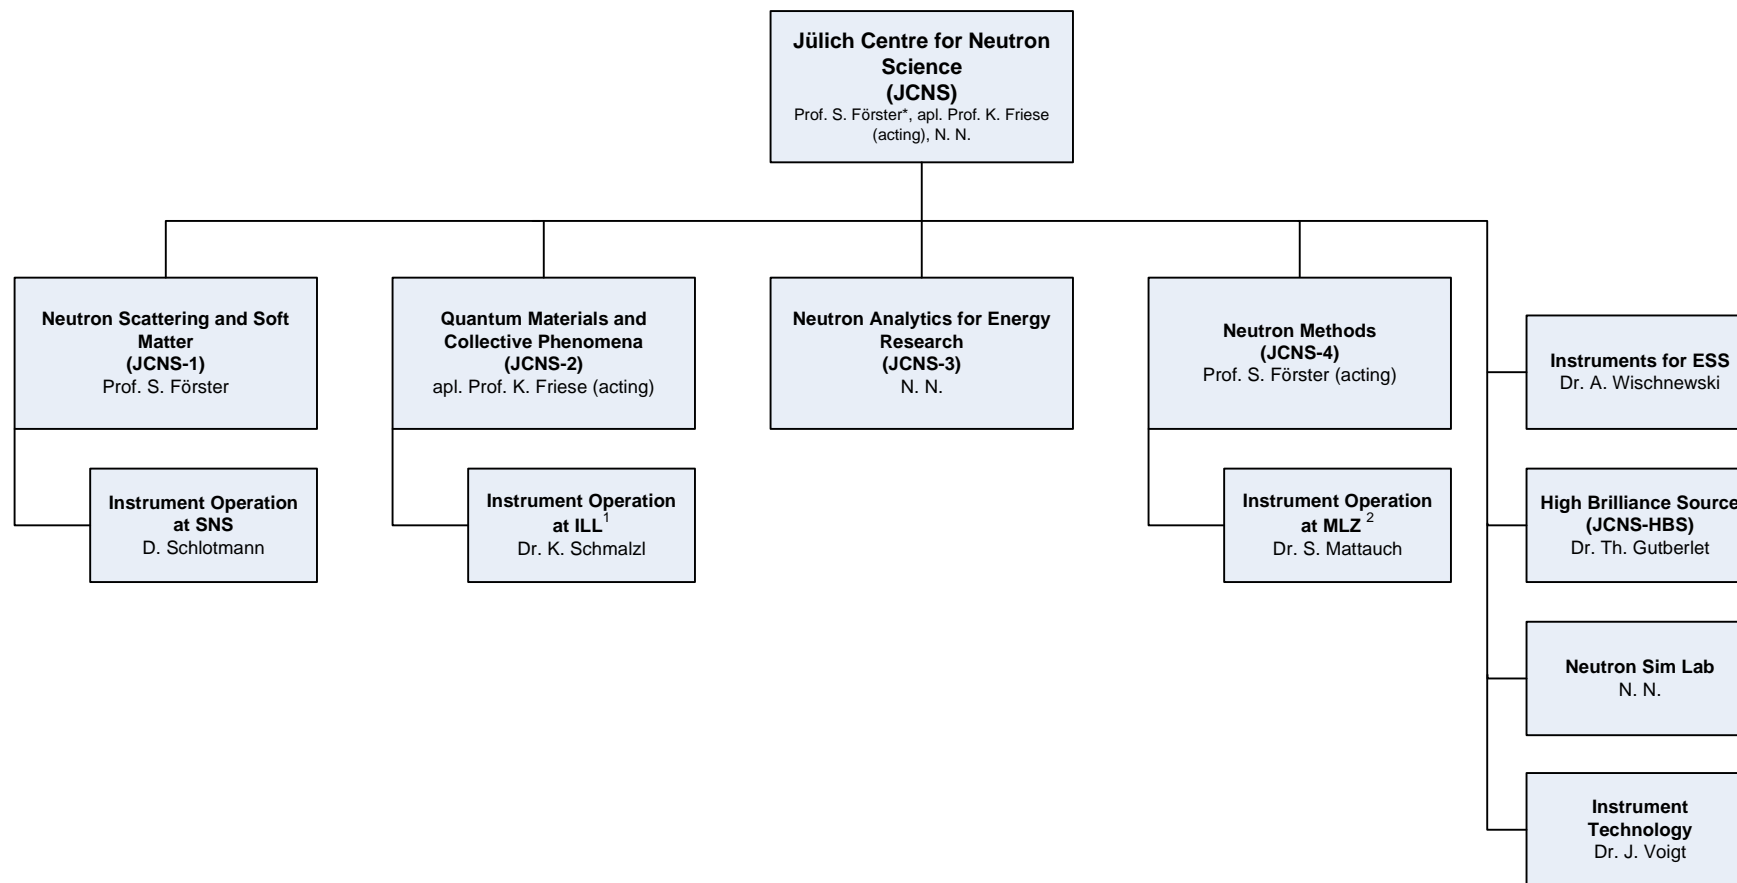 Jülich Centre for Neutron
Science
(JCNS)
Prof. S. Förster*, apl. Prof. K. Friese
(acting), N. N.
Neutron Scattering and Soft
Matter
(JCNS-1)
Prof. S. Förster
Quantum Materials and
Collective Phenomena
(JCNS-2)
apl. Prof. K. Friese (acting)
Neutron Analytics for Energy
Research
(JCNS-3)
N. N.
Neutron Methods
(JCNS-4)
Prof. S. Förster (acting)
Instruments for ESS
Dr. A. Wischnewski
Instrument Operation
at SNS
D. Schlotmann
Instrument Operation
at ILL¹
Dr. K. Schmalzl
Instrument Operation
at MLZ ²
Dr. S. Mattauch
High Brilliance Source
(JCNS-HBS)
Dr. Th. Gutberlet
Neutron Sim Lab
N. N.
Instrument
Technology
Dr. J. Voigt